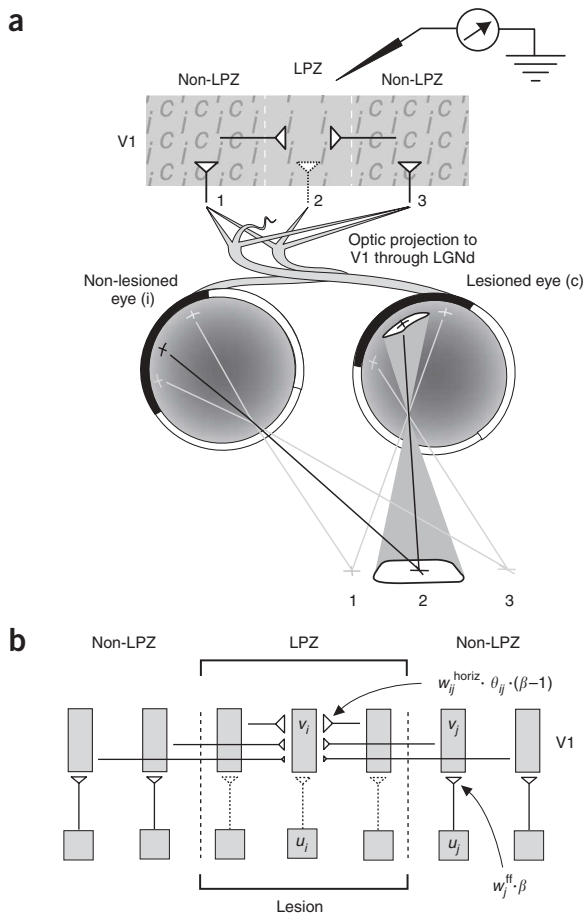 a
LPZ
Non-LPZ
Non-LPZ
V1
i c i c i c i i i c i c i c
i c i c i c i i i c i c i c
i c i c i c i i i c i c i c
1
2
3
Optic projection to
V1 through LGNd
Non-lesioned
eye (i)
Lesioned eye (c)
1
2
3
b
Non-LPZ
LPZ
Non-LPZ
w_ij^horiz · θ_ij · (β–1)
v_i
v_j
V1
u_i
u_j
w_j^ff · β
Lesion